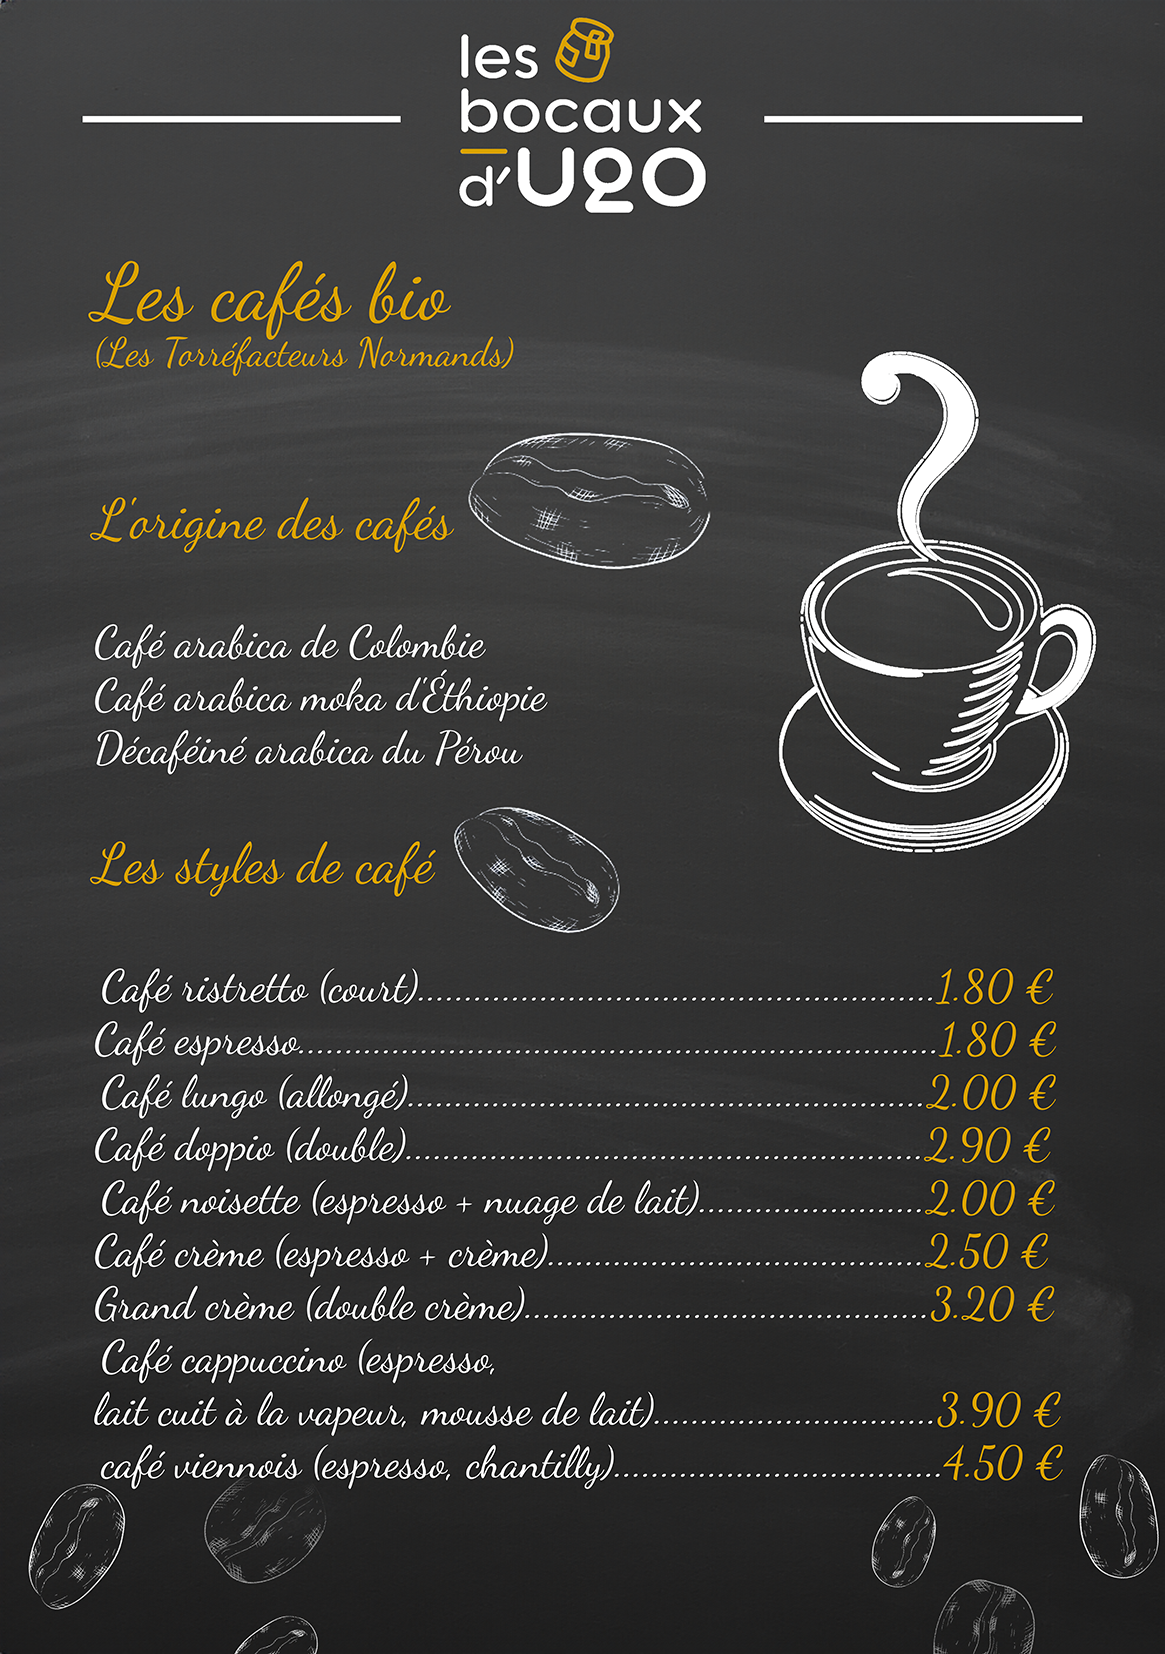 les
bocaux
d'Ugo
Les cafés bio
(Les Torréfacteurs Normands)
L'origine des cafés
Café arabica de Colombie
Café arabica moka d'Éthiopie
Décaféiné arabica du Pérou
Les styles de café
Café ristretto (court)........................................................1.80 €
Café espresso.....................................................................1.80 €
Café lungo (allongé)........................................................2.00 €
Café doppio (double)........................................................2.90 €
Café noisette (espresso + nuage de lait)........................2.00 €
Café crème (espresso + crème)........................................2.50 €
Grand crème (double crème)............................................3.20 €
Café cappuccino (espresso,
lait cuit à la vapeur, mousse de lait)..............................3.90 €
café viennois (espresso, chantilly)...................................4.50 €